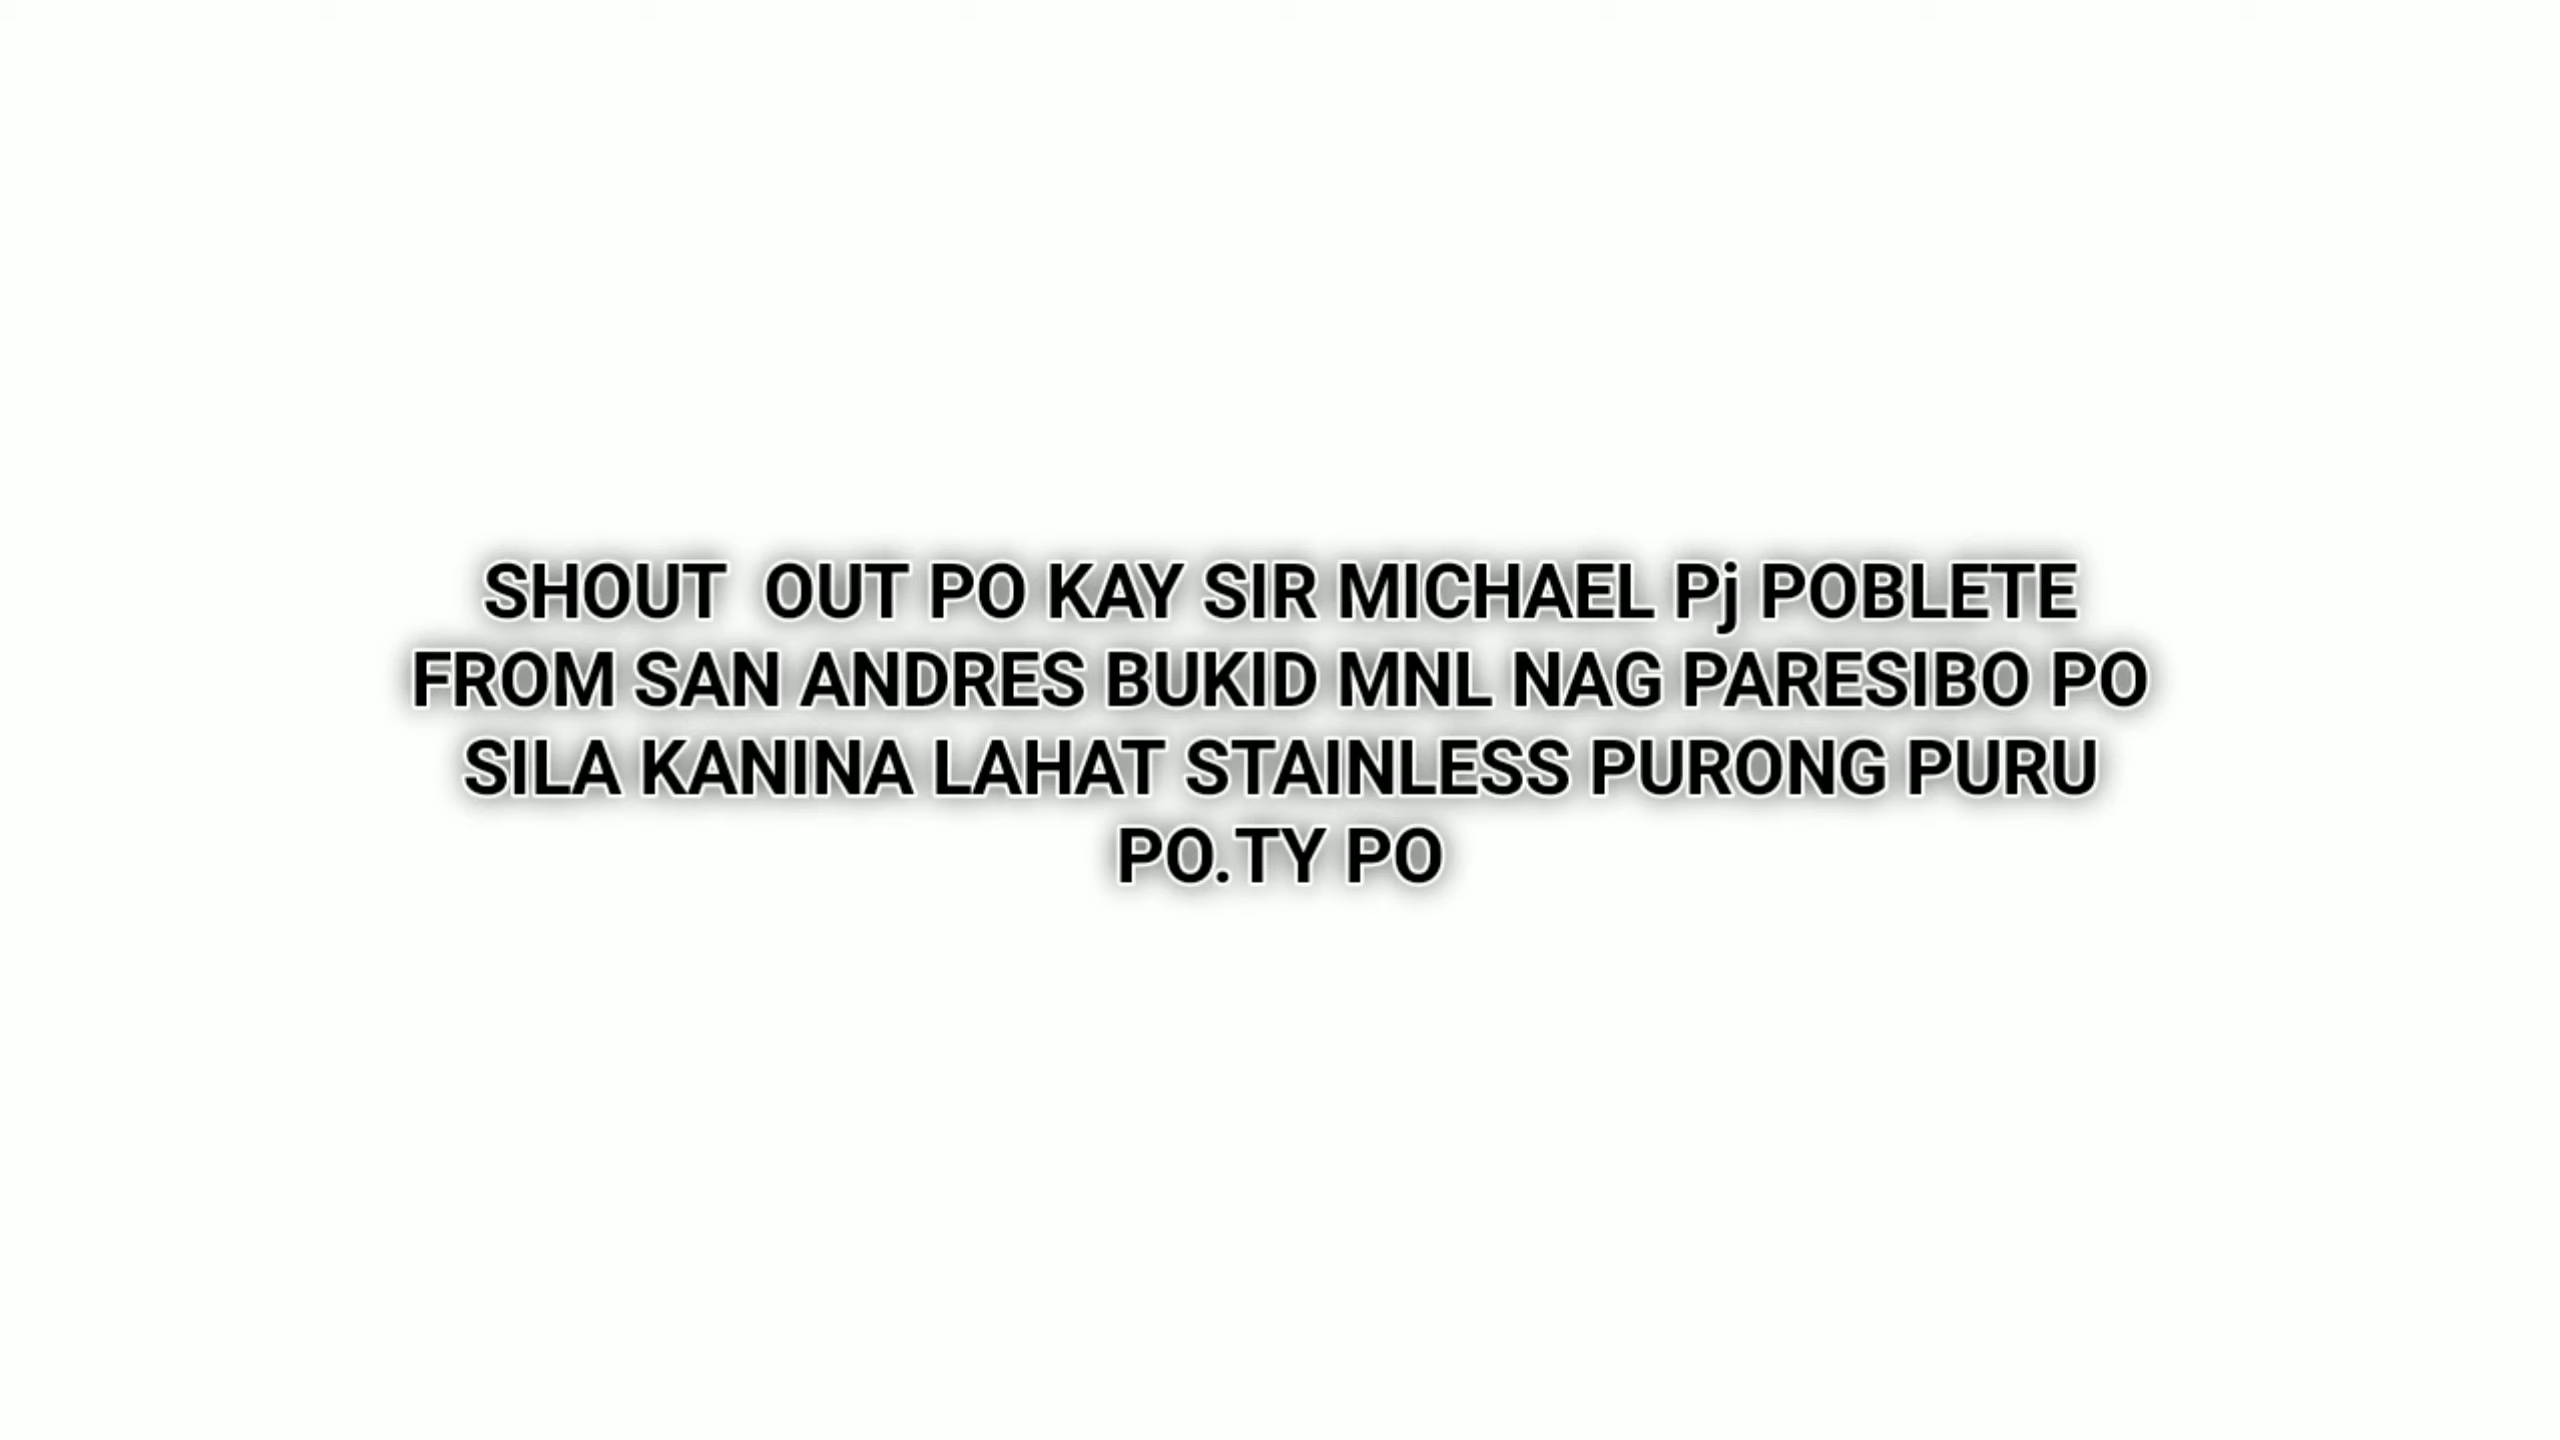 SHOUT  OUT PO KAY SIR MICHAEL Pj POBLETE
FROM SAN ANDRES BUKID MNL NAG PARESIBO PO
SILA KANINA LAHAT STAINLESS PURONG PURU
PO.TY PO